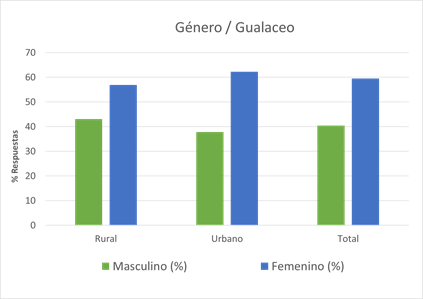 Género / Gualaceo
70
60
50
40
30
20
10
0
% Respuestas
Rural Urbano Total
Masculino (%) Femenino (%)